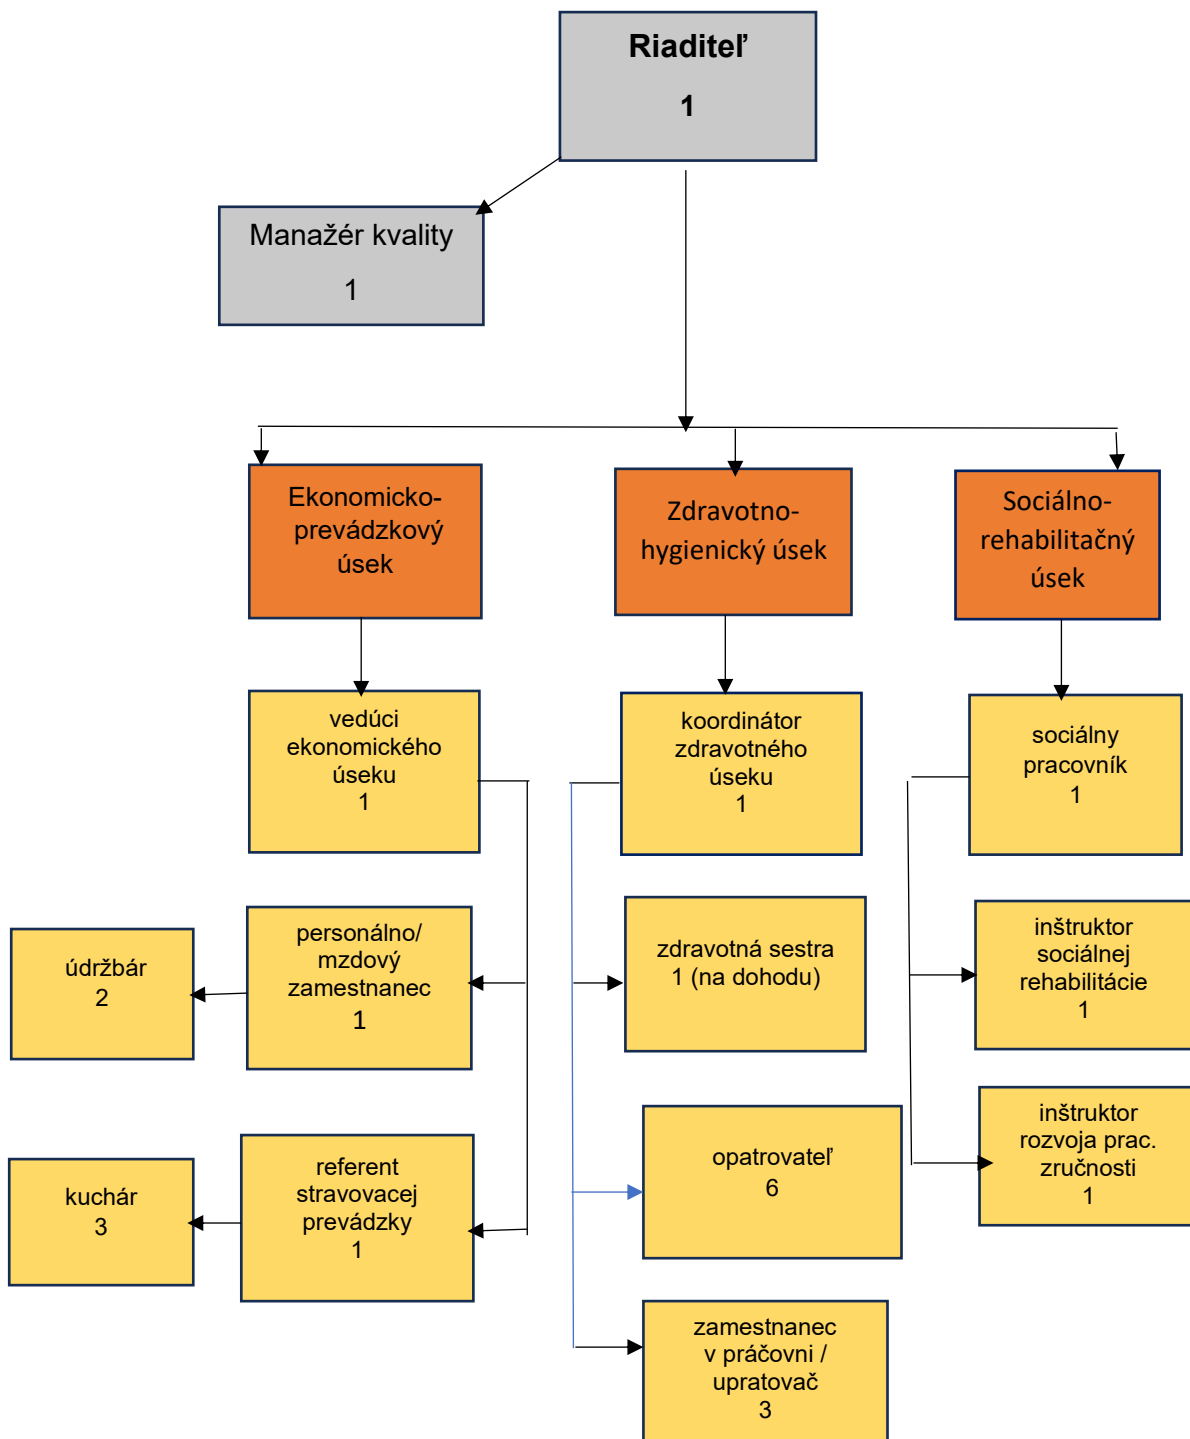 Riaditeľ
1
Manažér kvality
1
Ekonomicko-
prevádzkový
úsek
Zdravotno-
hygienický úsek
Sociálno-
rehabilitačný
úsek
vedúci
ekonomického
úseku
1
koordinátor
zdravotného
úseku
1
sociálny
pracovník
1
údržbár
2
personálno/
mzdový
zamestnanec
1
zdravotná sestra
1 (na dohodu)
inštruktor
sociálnej
rehabilitácie
1
kuchár
3
referent
stravovacej
prevádzky
1
opatrovateľ
6
inštruktor
rozvoja prac.
zručnosti
1
zamestnanec
v práčovni /
upratovač
3